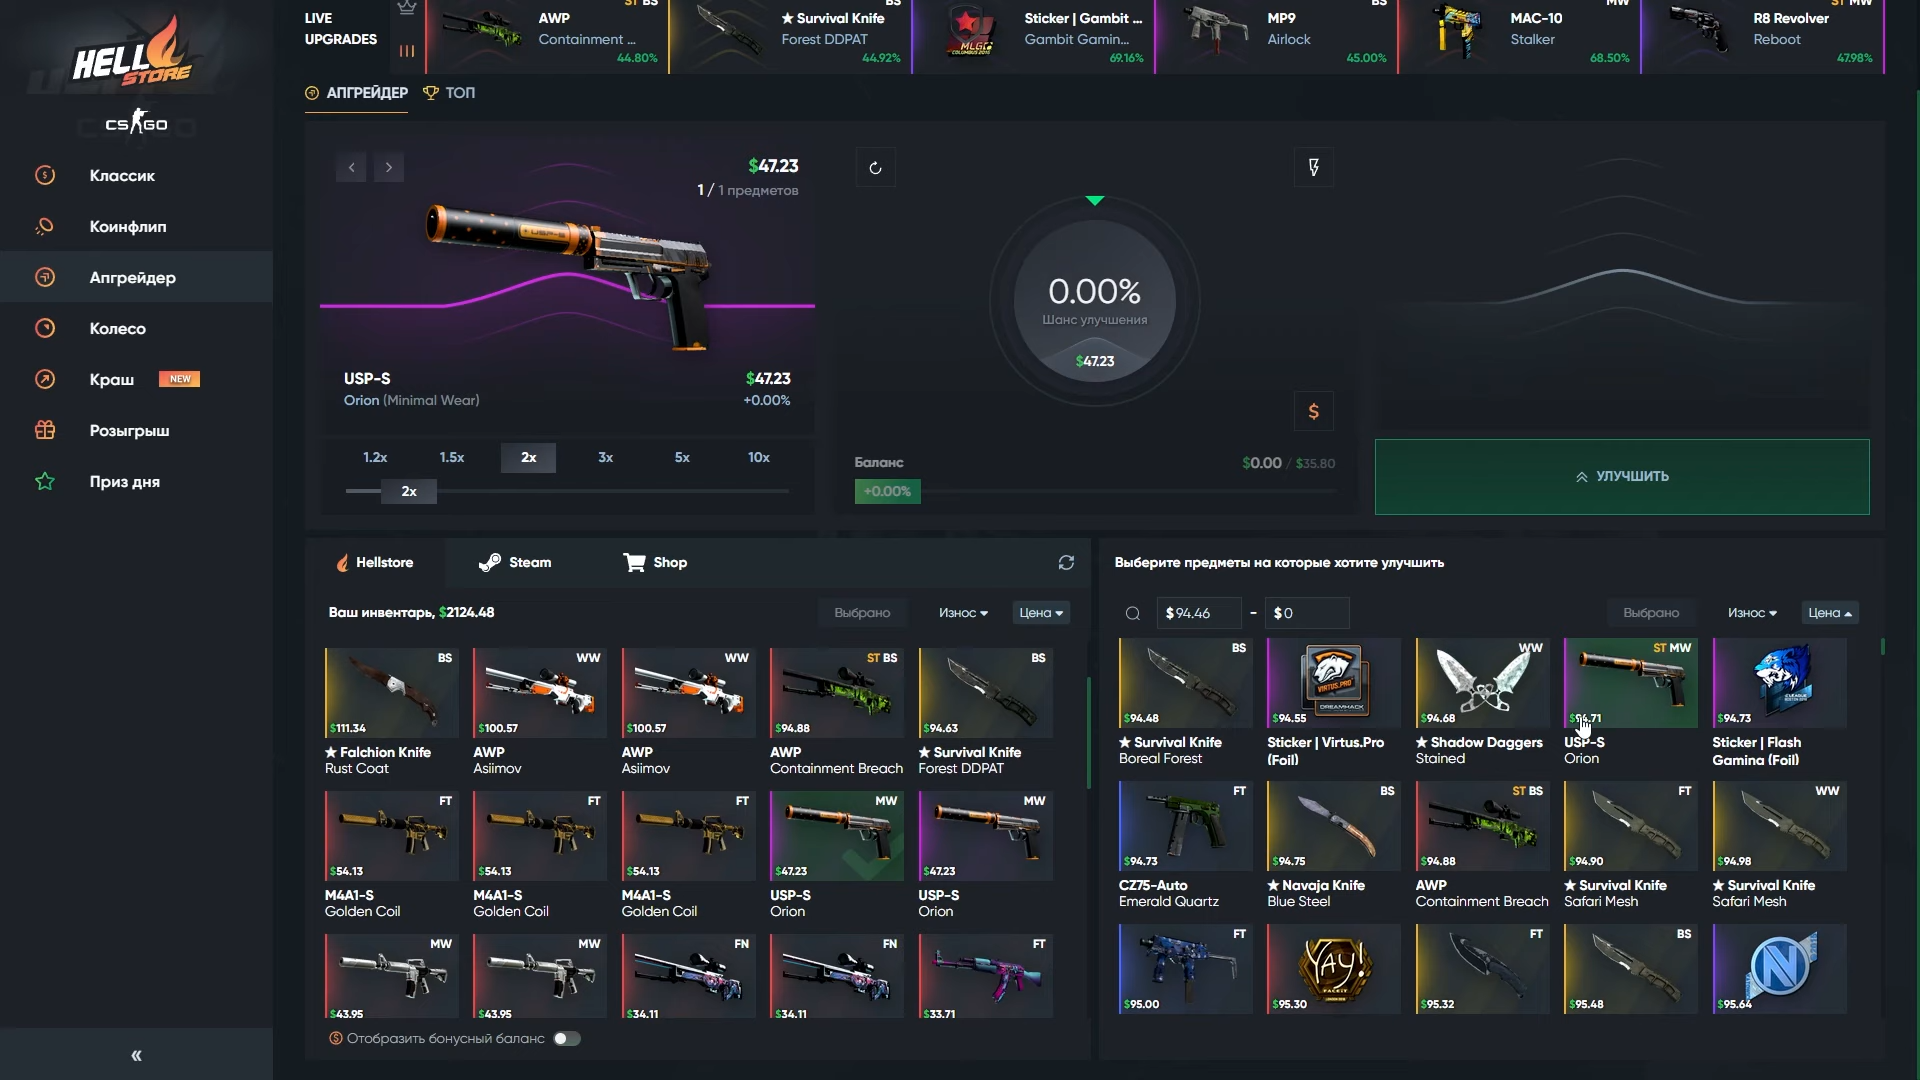 HELL
STORE
CS GO
Классик
Коинфлип
Апгрейдер
Колесо
Краш
NEW
Розыгрыш
Приз дня
«
LIVE
UPGRADES
ST BS
AWP
Containment ...
44.80%
BS
★ Survival Knife
Forest DDPAT
44.92%
Sticker | Gambit ...
Gambit Gamin...
69.16%
BS
MP9
Airlock
45.00%
MW
MAC-10
Stalker
68.50%
ST MW
R8 Revolver
Reboot
47.98%
АПГРЕЙДЕР
ТОП
$47.23
1 / 1 предметов
USP-S
Orion (Minimal Wear)
$47.23
+0.00%
1.2x
1.5x
2x
3x
5x
10x
2x
0.00%
Шанс улучшения
$47.23
$
Баланс
$0.00 / $35.80
+0.00%
УЛУЧШИТЬ
Hellstore
Steam
Shop
Ваш инвентарь, $2124.48
Выбрано
Износ
Цена
BS
$111.34
★ Falchion Knife
Rust Coat
WW
$100.57
AWP
Asiimov
WW
$100.57
AWP
Asiimov
ST BS
$94.88
AWP
Containment Breach
BS
$94.63
★ Survival Knife
Forest DDPAT
FT
$54.13
M4A1-S
Golden Coil
FT
$54.13
M4A1-S
Golden Coil
FT
$54.13
M4A1-S
Golden Coil
MW
$47.23
USP-S
Orion
MW
$47.23
USP-S
Orion
MW
$43.95
MW
$43.95
FN
$34.11
FN
$34.11
FT
$33.71
Отобразить бонусный баланс
Выберите предметы на которые хотите улучшить
$ 94.46 - $ 0
Выбрано
Износ
Цена
BS
$94.48
★ Survival Knife
Boreal Forest
VIRTUS.PRO
DREAMHACK
$94.55
Sticker | Virtus.Pro
(Foil)
WW
$94.68
★ Shadow Daggers
Stained
ST MW
$94.71
USP-S
Orion
$94.73
Sticker | Flash
Gaming (Foil)
FT
$94.73
CZ75-Auto
Emerald Quartz
BS
$94.75
★ Navaja Knife
Blue Steel
ST BS
$94.88
AWP
Containment Breach
FT
$94.90
★ Survival Knife
Safari Mesh
WW
$94.98
★ Survival Knife
Safari Mesh
FT
$95.00
YAY!
$95.30
FT
$95.32
BS
$95.48
N
$95.64